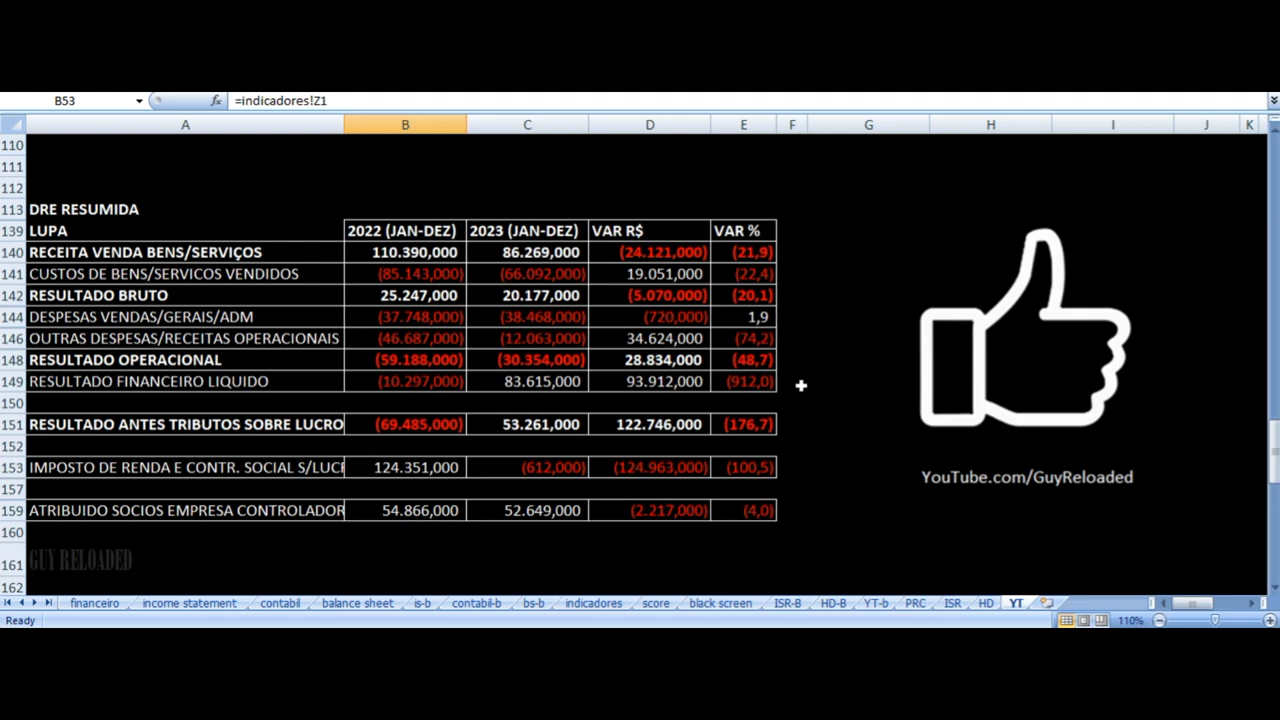 B53 =indicadores!Z1
A B C D E F G H I J K
110
111
112
113 DRE RESUMIDA
139 LUPA 2022 (JAN-DEZ) 2023 (JAN-DEZ) VAR R$ VAR %
140 RECEITA VENDA BENS/SERVIÇOS 110.390,000 86.269,000 (24.121,000) (21,9)
141 CUSTOS DE BENS/SERVICOS VENDIDOS (85.143,000) (66.092,000) 19.051,000 (22,4)
142 RESULTADO BRUTO 25.247,000 20.177,000 (5.070,000) (20,1)
144 DESPESAS VENDAS/GERAIS/ADM (37.748,000) (38.468,000) (720,000) 1,9
146 OUTRAS DESPESAS/RECEITAS OPERACIONAIS (46.687,000) (12.063,000) 34.624,000 (74,2)
148 RESULTADO OPERACIONAL (59.188,000) (30.354,000) 28.834,000 (48,7)
149 RESULTADO FINANCEIRO LIQUIDO (10.297,000) 83.615,000 93.912,000 (912,0)
150
151 RESULTADO ANTES TRIBUTOS SOBRE LUCRO (69.485,000) 53.261,000 122.746,000 (176,7)
152
153 IMPOSTO DE RENDA E CONTR. SOCIAL S/LUCR 124.351,000 (612,000) (124.963,000) (100,5)
YouTube.com/GuyReloaded
157
159 ATRIBUIDO SOCIOS EMPRESA CONTROLADOR 54.866,000 52.649,000 (2.217,000) (4,0)
160
161 GUY RELOADED
162
financeiro income statement contabil balance sheet is-b contabil-b bs-b indicadores score black screen ISR-B HD-B YT-b PRC ISR HD YT
Ready 110%